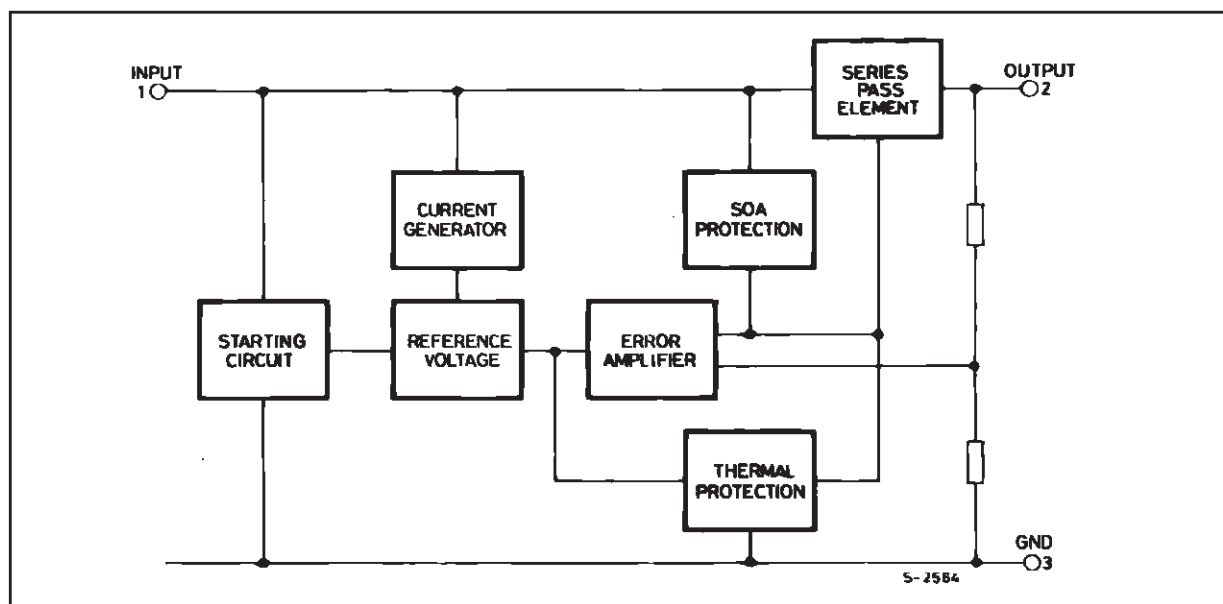 INPUT
1
SERIES
PASS
ELEMENT
OUTPUT
2
CURRENT
GENERATOR
SOA
PROTECTION
STARTING
CIRCUIT
REFERENCE
VOLTAGE
ERROR
AMPLIFIER
THERMAL
PROTECTION
GND
3
S-2564